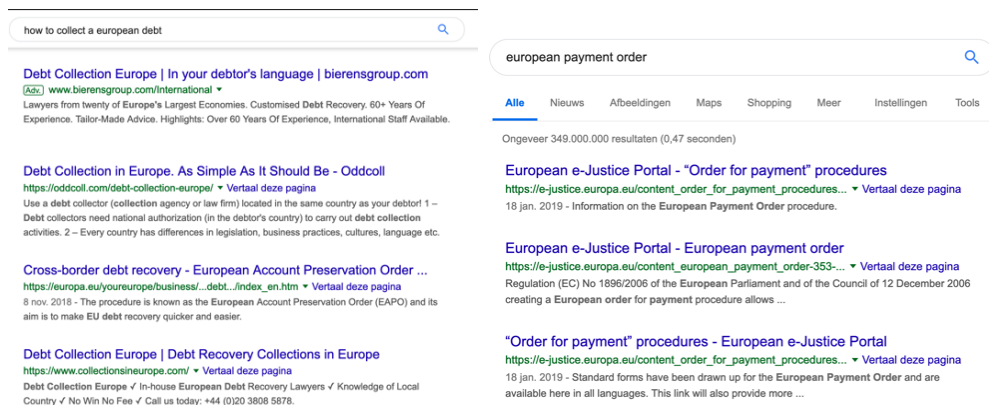 how to collect a european debt
Debt Collection Europe | In your debtor's language | bierensgroup.com
Adv. www.bierensgroup.com/International
Lawyers from twenty of Europe's Largest Economies. Customised Debt Recovery. 60+ Years Of
Experience. Tailor-Made Advice. Highlights: Over 60 Years Of Experience, International Staff Available.
Debt Collection in Europe. As Simple As It Should Be - Oddcoll
https://oddcoll.com/debt-collection-europe/ Vertaal deze pagina
Use a debt collector (collection agency or law firm) located in the same country as your debtor! 1 –
Debt collectors need national authorization (in the debtor's country) to carry out debt collection
activities. 2 – Every country has differences in legislation, business practices, cultures, language etc.
Cross-border debt recovery - European Account Preservation Order ...
https://europa.eu/youreurope/business/...debt.../index_en.htm Vertaal deze pagina
8 nov. 2018 - The procedure is known as the European Account Preservation Order (EAPO) and its
aim is to make EU debt recovery quicker and easier.
Debt Collection Europe | Debt Recovery Collections in Europe
https://www.collectionsineurope.com/ Vertaal deze pagina
Debt Collection Europe ✓ In-house European Debt Recovery Lawyers ✓ Knowledge of Local
Country ✓ No Win No Fee ✓ Call us today: +44 (0)20 3808 5878.
european payment order
Alle Nieuws Afbeeldingen Maps Shopping Meer Instellingen Tools
Ongeveer 349.000.000 resultaten (0,47 seconden)
European e-Justice Portal - “Order for payment” procedures
https://e-justice.europa.eu/content_order_for_payment_procedures... Vertaal deze pagina
18 jan. 2019 - Information on the European Payment Order procedure.
European e-Justice Portal - European payment order
https://e-justice.europa.eu/content_european_payment_order-353-... Vertaal deze pagina
Regulation (EC) No 1896/2006 of the European Parliament and of the Council of 12 December 2006
creating a European order for payment procedure allows ...
“Order for payment” procedures - European e-Justice Portal
https://e-justice.europa.eu/content_order_for_payment_procedures... Vertaal deze pagina
18 jan. 2019 - Standard forms have been drawn up for the European Payment Order and are
available here in all languages. This link will also provide more ...